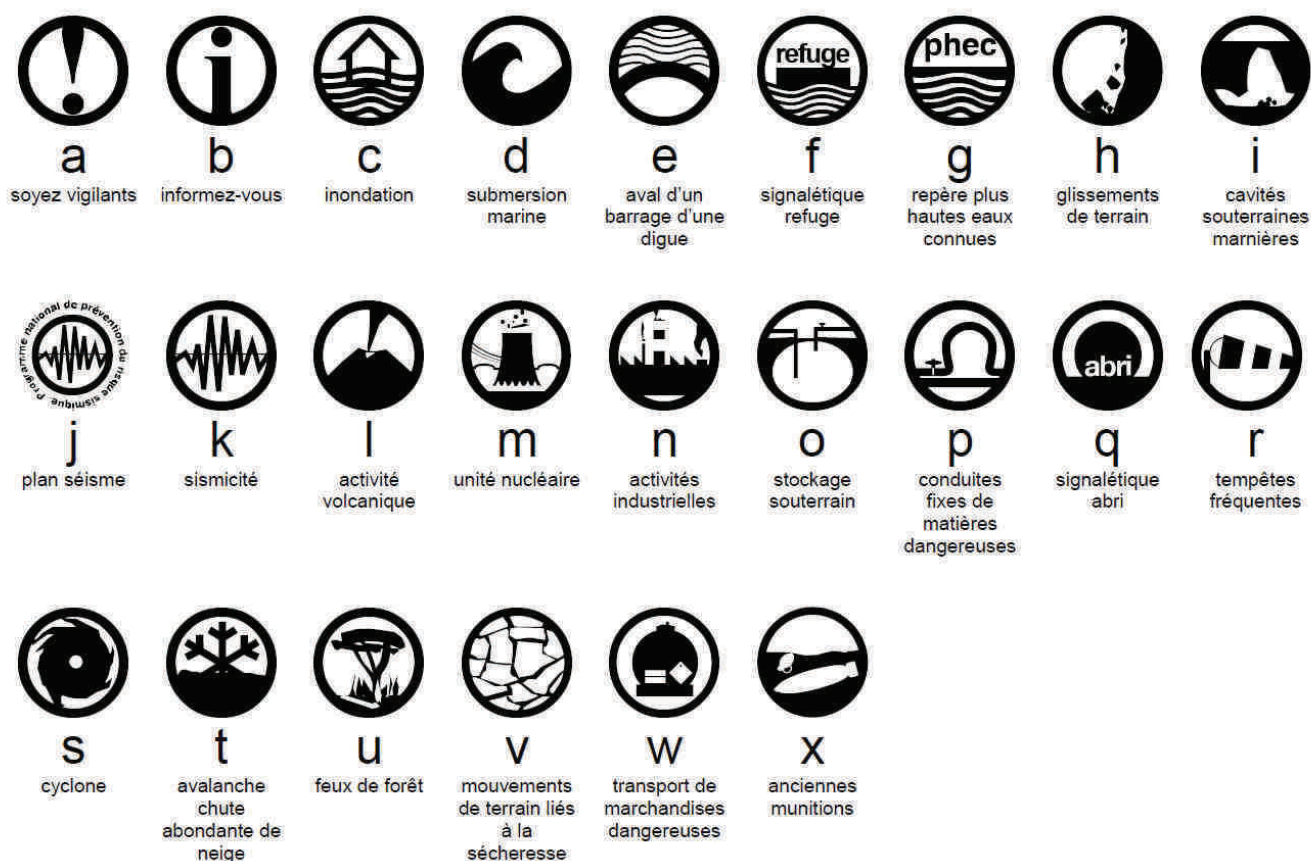 !
i
refuge
phec
a
b
c
d
e
f
g
h
i
soyez vigilants
informez-vous
inondation
submersion
marine
aval d'un
barrage d'une
digue
signalétique
refuge
repère plus
hautes eaux
connues
glissements
de terrain
cavités
souterraines
marnières
Programme national de prévention du risque sismique
abri
j
k
l
m
n
o
p
q
r
plan séisme
sismicité
activité
volcanique
unité nucléaire
activités
industrielles
stockage
souterrain
conduites
fixes de
matières
dangereuses
signalétique
abri
tempêtes
fréquentes
s
t
u
v
w
x
cyclone
avalanche
chute
abondante de
neige
feux de forêt
mouvements
de terrain liés
à la
sécheresse
transport de
marchandises
dangereuses
anciennes
munitions